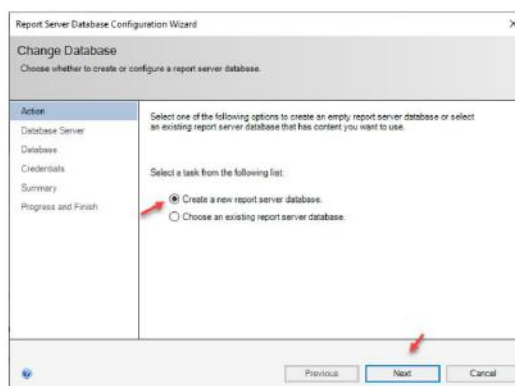 Report Server Database Configuration Wizard
Change Database
Choose whether to create or configure a report server database.
Action
Database Server
Database
Credentials
Summary
Progress and Finish
Select one of the following options to create an empty report server database or select
an existing report server database that has content you want to use.
Select a task from the following list:
Create a new report server database.
Choose an existing report server database.
Previous
Next
Cancel